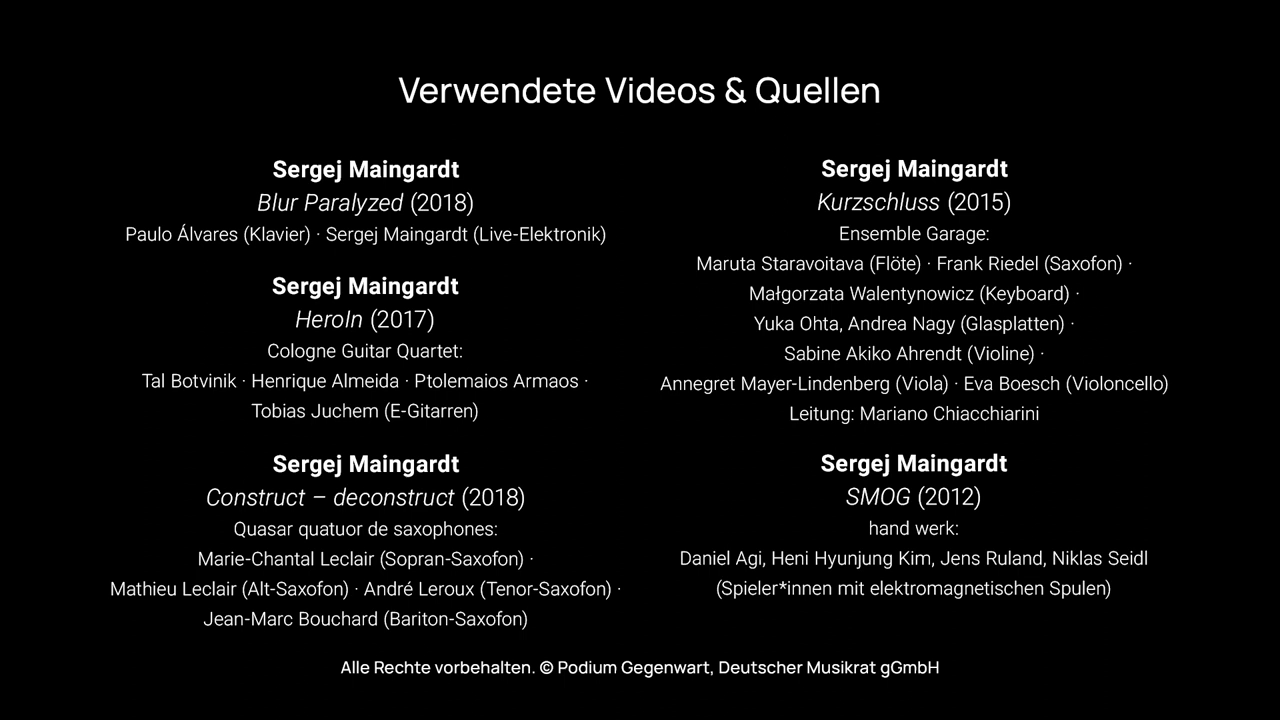 Verwendete Videos & Quellen
Sergej Maingardt
Blur Paralyzed (2018)
Paulo Álvares (Klavier) · Sergej Maingardt (Live-Elektronik)
Sergej Maingardt
HeroIn (2017)
Cologne Guitar Quartet:
Tal Botvinik · Henrique Almeida · Ptolemaios Armaos ·
Tobias Juchem (E-Gitarren)
Sergej Maingardt
Construct – deconstruct (2018)
Quasar quatuor de saxophones:
Marie-Chantal Leclair (Sopran-Saxofon) ·
Mathieu Leclair (Alt-Saxofon) · André Leroux (Tenor-Saxofon) ·
Jean-Marc Bouchard (Bariton-Saxofon)
Sergej Maingardt
Kurzschluss (2015)
Ensemble Garage:
Maruta Staravoitava (Flöte) · Frank Riedel (Saxofon) ·
Małgorzata Walentynowicz (Keyboard) ·
Yuka Ohta, Andrea Nagy (Glasplatten) ·
Sabine Akiko Ahrendt (Violine) ·
Annegret Mayer-Lindenberg (Viola) · Eva Boesch (Violoncello)
Leitung: Mariano Chiacchiarini
Sergej Maingardt
SMOG (2012)
hand werk:
Daniel Agi, Heni Hyunjung Kim, Jens Ruland, Niklas Seidl
(Spieler*innen mit elektromagnetischen Spulen)
Alle Rechte vorbehalten. © Podium Gegenwart, Deutscher Musikrat gGmbH